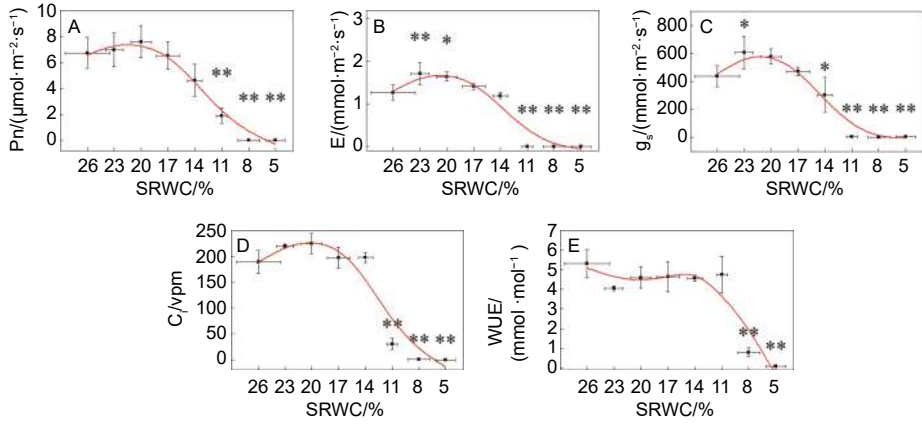 A
Pn/(μmol·m⁻²·s⁻¹)
10
8
6
4
2
0
** ** **
26 23 20 17 14 11 8 5
SRWC/%
B
E/(mmol·m⁻²·s⁻¹)
3
2
1
0
** * ** ** **
26 23 20 17 14 11 8 5
SRWC/%
C
gₛ/(mmol·m⁻²·s⁻¹)
800
600
400
200
0
* * ** ** **
26 23 20 17 14 11 8 5
SRWC/%
D
Cᵢ/vpm
250
200
150
100
50
0
** ** **
26 23 20 17 14 11 8 5
SRWC/%
E
WUE/
(mmol·mol⁻¹)
6
5
4
3
2
1
0
** **
26 23 20 17 14 11 8 5
SRWC/%